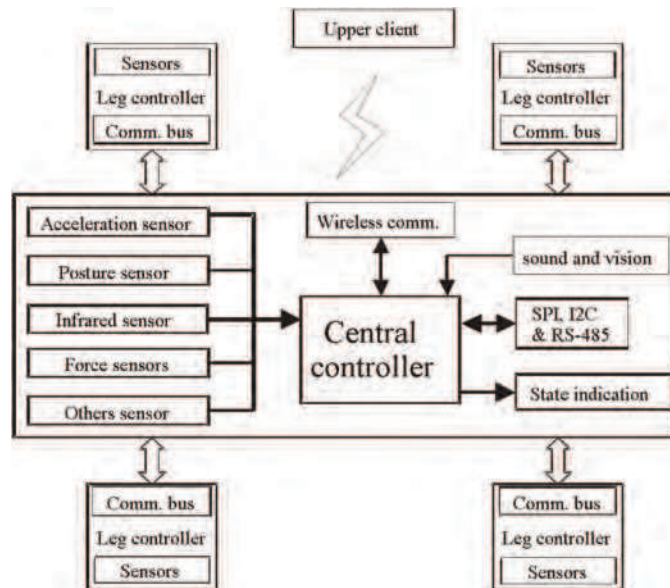 Upper client
Sensors
Leg controller
Comm. bus
Sensors
Leg controller
Comm. bus
Acceleration sensor
Posture sensor
Infrared sensor
Force sensors
Others sensor
Wireless comm.
Central
controller
sound and vision
SPI, I2C
& RS-485
State indication
Comm. bus
Leg controller
Sensors
Comm. bus
Leg controller
Sensors